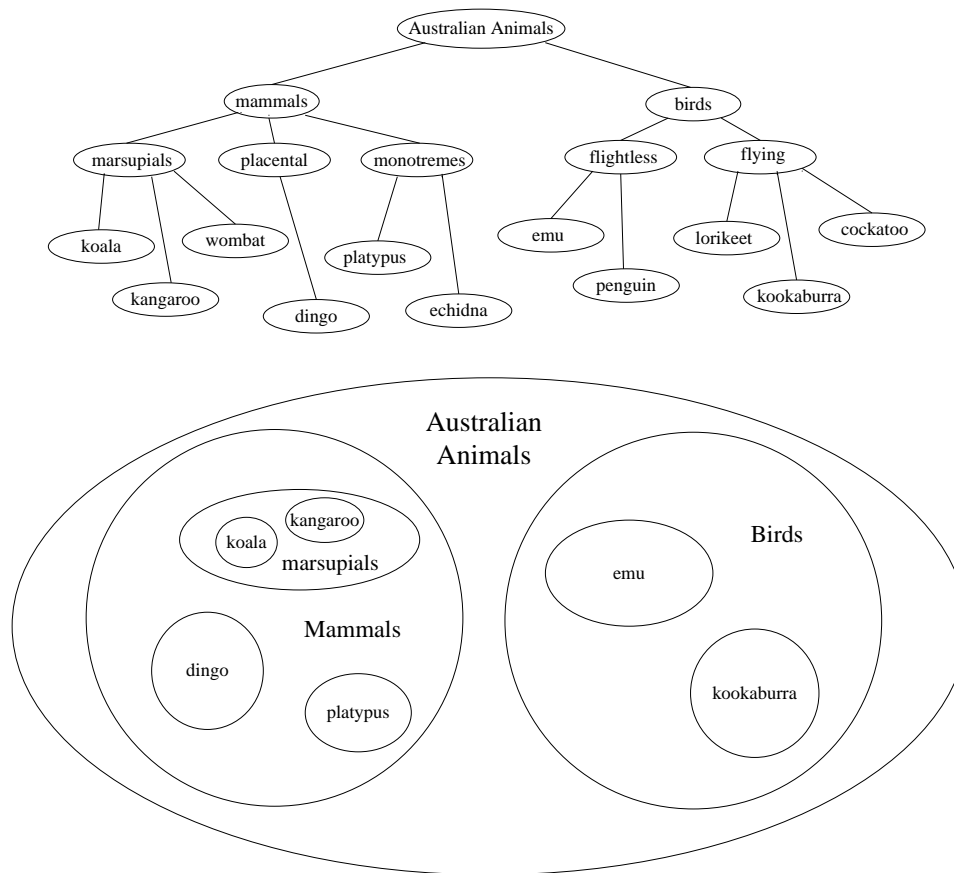 Australian Animals
mammals
birds
marsupials
placental
monotremes
flightless
flying
koala
wombat
platypus
emu
lorikeet
cockatoo
kangaroo
dingo
echidna
penguin
kookaburra
Australian
Animals
kangaroo
koala
marsupials
Mammals
dingo
platypus
Birds
emu
kookaburra